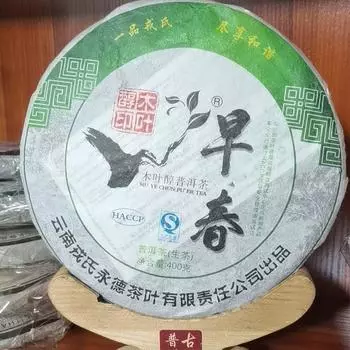 一品戎氏
尽享和谐
木叶
醇印
®
早春
木叶醇普洱茶
MU YE CHUN PU'ER TEA
HACCP
普洱茶(生茶)
净含量:400克
云南戎氏永德茶叶有限责任公司出品
普古